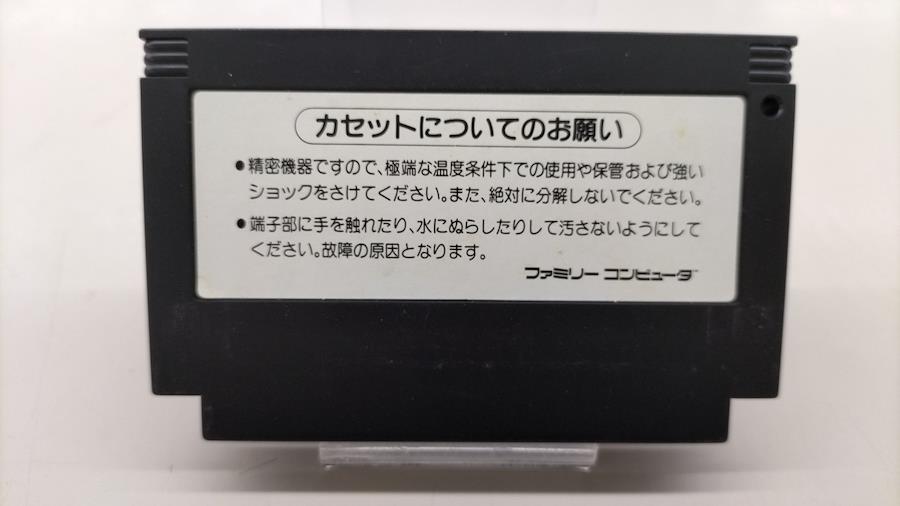 カセットについてのお願い
●精密機器ですので、極端な温度条件下での使用や保管および強い
ショックをさけてください。また、絶対に分解しないでください。
●端子部に手を触れたり、水にぬらしたりして汚さないようにして
ください。故障の原因となります。
ファミリー コンピュータ™